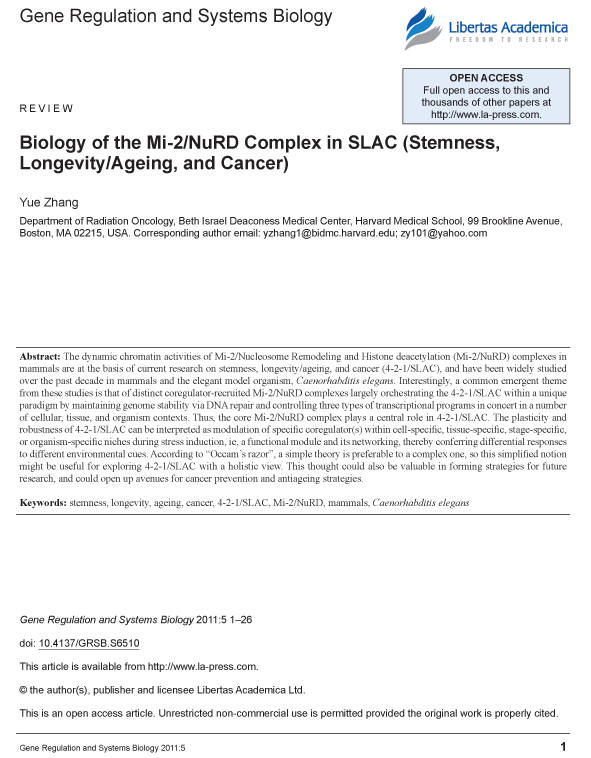 Gene Regulation and Systems Biology
Libertas Academica
FREEDOM TO RESEARCH
OPEN ACCESS
Full open access to this and
thousands of other papers at
http://www.la-press.com.
REVIEW
Biology of the Mi-2/NuRD Complex in SLAC (Stemness,
Longevity/Ageing, and Cancer)
Yue Zhang
Department of Radiation Oncology, Beth Israel Deaconess Medical Center, Harvard Medical School, 99 Brookline Avenue,
Boston, MA 02215, USA. Corresponding author email: yzhang1@bidmc.harvard.edu; zy101@yahoo.com
Abstract: The dynamic chromatin activities of Mi-2/Nucleosome Remodeling and Histone deacetylation (Mi-2/NuRD) complexes in
mammals are at the basis of current research on stemness, longevity/ageing, and cancer (4-2-1/SLAC), and have been widely studied
over the past decade in mammals and the elegant model organism, Caenorhabditis elegans. Interestingly, a common emergent theme
from these studies is that of distinct coregulator-recruited Mi-2/NuRD complexes largely orchestrating the 4-2-1/SLAC within a unique
paradigm by maintaining genome stability via DNA repair and controlling three types of transcriptional programs in concert in a number
of cellular, tissue, and organism contexts. Thus, the core Mi-2/NuRD complex plays a central role in 4-2-1/SLAC. The plasticity and
robustness of 4-2-1/SLAC can be interpreted as modulation of specific coregulator(s) within cell-specific, tissue-specific, stage-specific,
or organism-specific niches during stress induction, ie, a functional module and its networking, thereby conferring differential responses
to different environmental cues. According to “Occam’s razor”, a simple theory is preferable to a complex one, so this simplified notion
might be useful for exploring 4-2-1/SLAC with a holistic view. This thought could also be valuable in forming strategies for future
research, and could open up avenues for cancer prevention and antiageing strategies.
Keywords: stemness, longevity, ageing, cancer, 4-2-1/SLAC, Mi-2/NuRD, mammals, Caenorhabditis elegans
Gene Regulation and Systems Biology 2011:5 1–26
doi: 10.4137/GRSB.S6510
This article is available from http://www.la-press.com.
© the author(s), publisher and licensee Libertas Academica Ltd.
This is an open access article. Unrestricted non-commercial use is permitted provided the original work is properly cited.
Gene Regulation and Systems Biology 2011:5
1